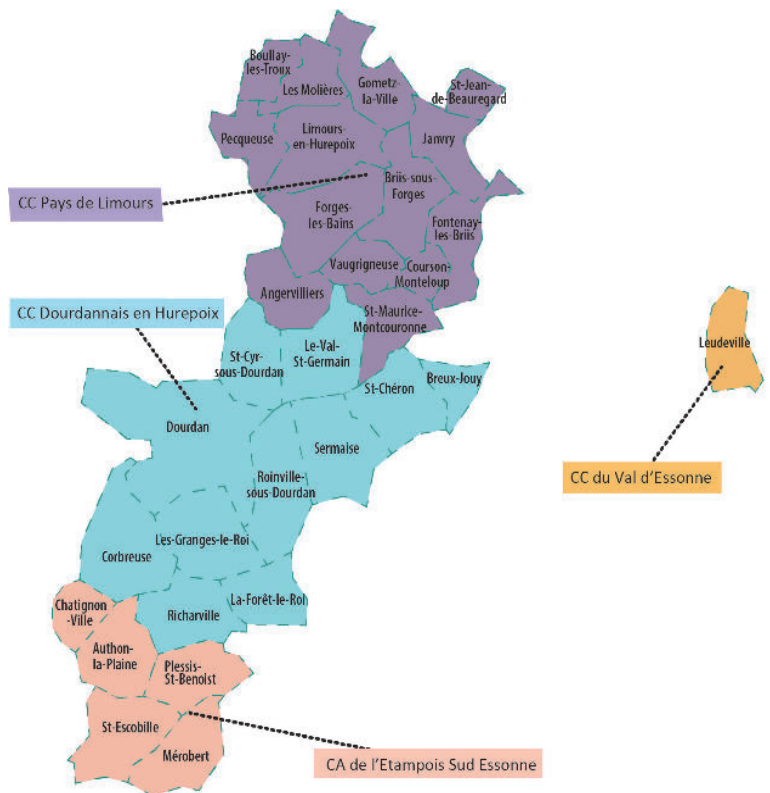 Boullay-
les-Troux
Les Molières
Gometz-
la-Ville
St-Jean-
de-Beauregard
Pecqueuse
Limours-
en-Hurepoix
Janvry
Briis-sous-
Forges
CC Pays de Limours
Forges-
les-Bains
Fontenay-
les-Briis
Vaugrigneuse
Courson-
Monteloup
Angervilliers
St-Maurice-
Montcouronne
CC Dourdannais en Hurepoix
St-Cyr-
sous-Dourdan
Le-Val-
St-Germain
St-Chéron
Breux-Jouy
Leudeville
Dourdan
Sermaise
Roinville-
sous-Dourdan
CC du Val d'Essonne
Corbreuse
Les-Granges-le-Roi
Chatignon
-Ville
Richarville
La-Forêt-le-Roi
Authon-
la-Plaine
Plessis-
St-Benoist
St-Escobille
Mérobert
CA de l'Etampois Sud Essonne